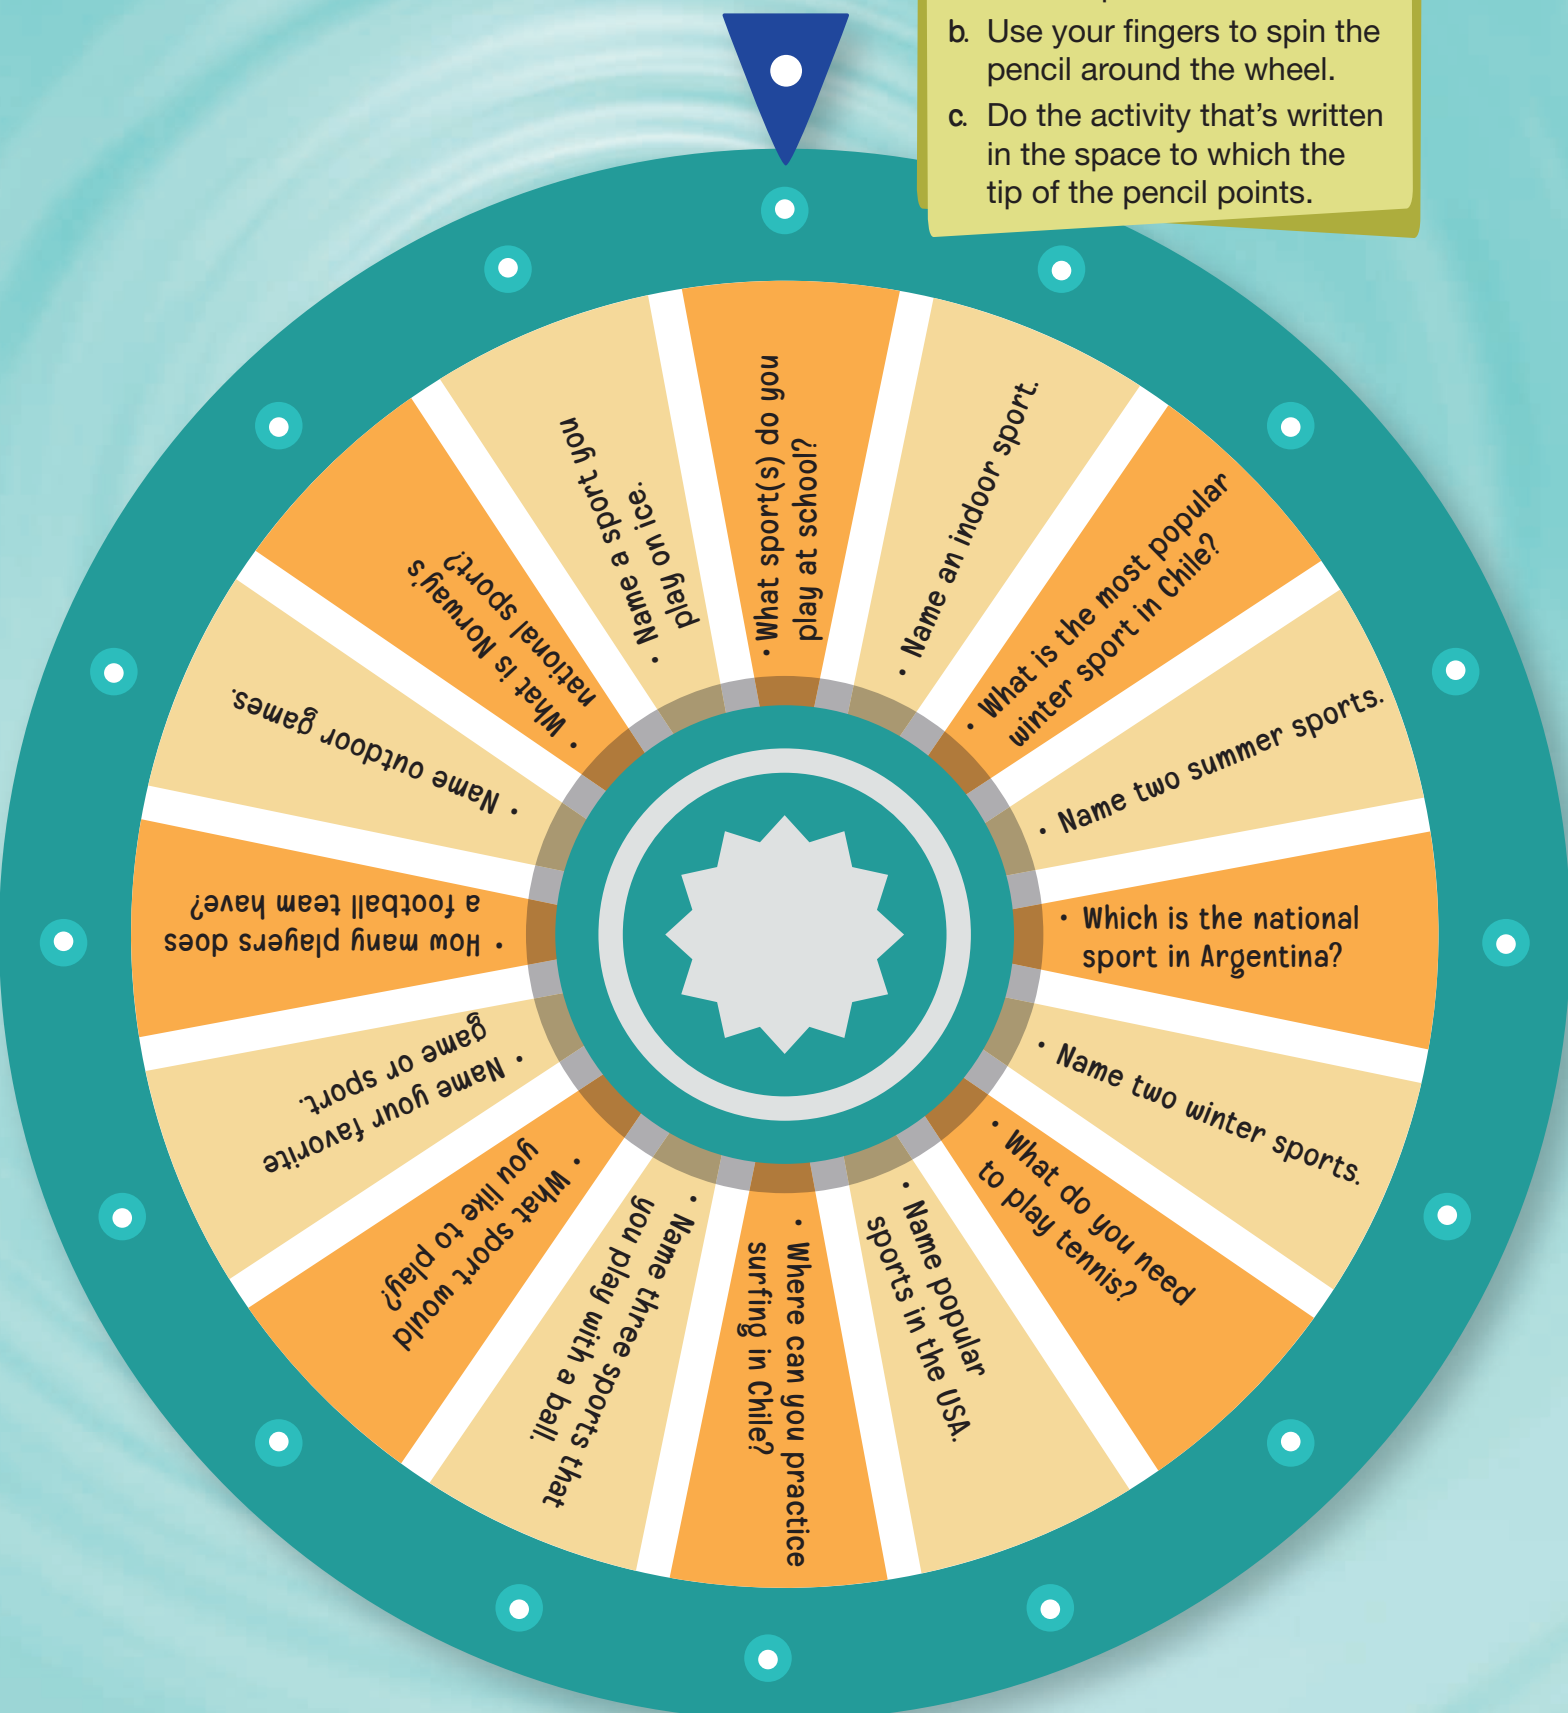 b. Use your fingers to spin the
pencil around the wheel.
c. Do the activity that's written
in the space to which the
tip of the pencil points.
• What sport(s) do you
play at school?
• Name an indoor sport.
• What is the most popular
winter sport in Chile?
• Name two summer sports.
• Which is the national
sport in Argentina?
• Name two winter sports.
• What do you need
to play tennis?
• Name popular
sports in the USA.
• Where can you practice
surfing in Chile?
• Name three sports that
you play with a ball.
• What sport would
you like to play?
• Name your favorite
game or sport.
• How many players does
a football team have?
• Name outdoor games.
• What is Norway's
national sport?
• Name a sport you
play on ice.